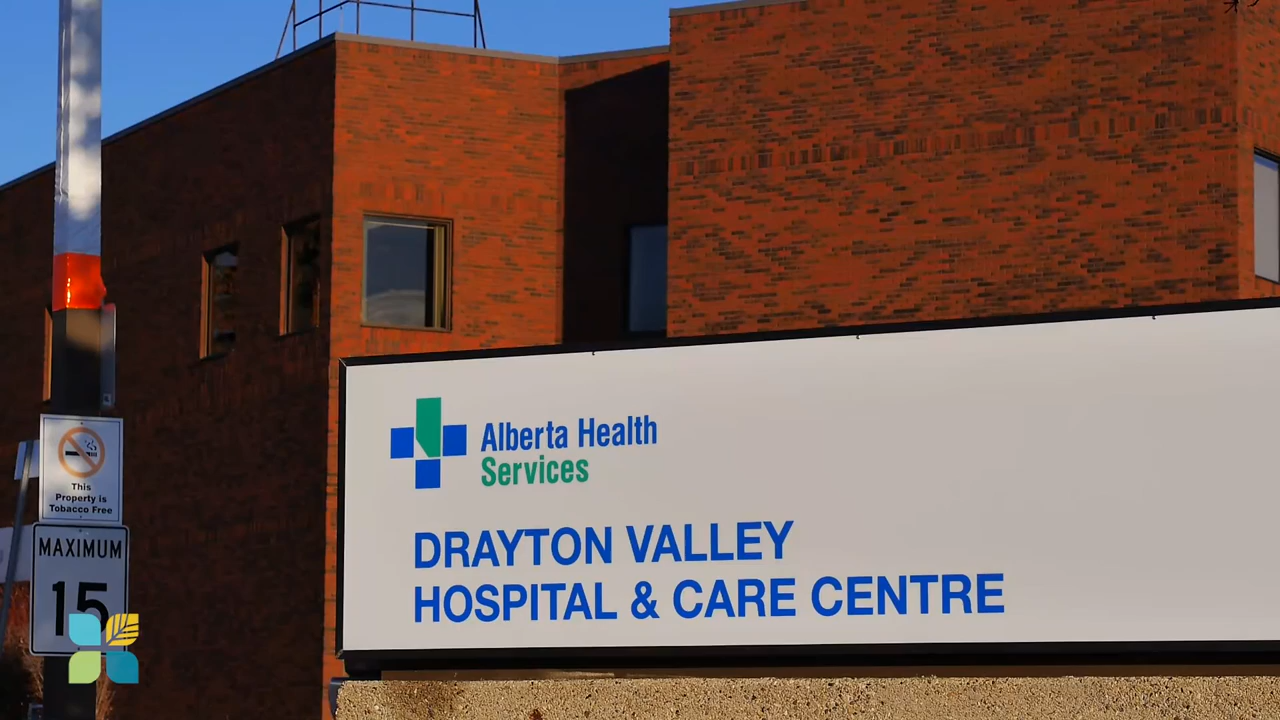 This
Property is
Tobacco Free
MAXIMUM
15
Alberta Health
Services
DRAYTON VALLEY
HOSPITAL & CARE CENTRE